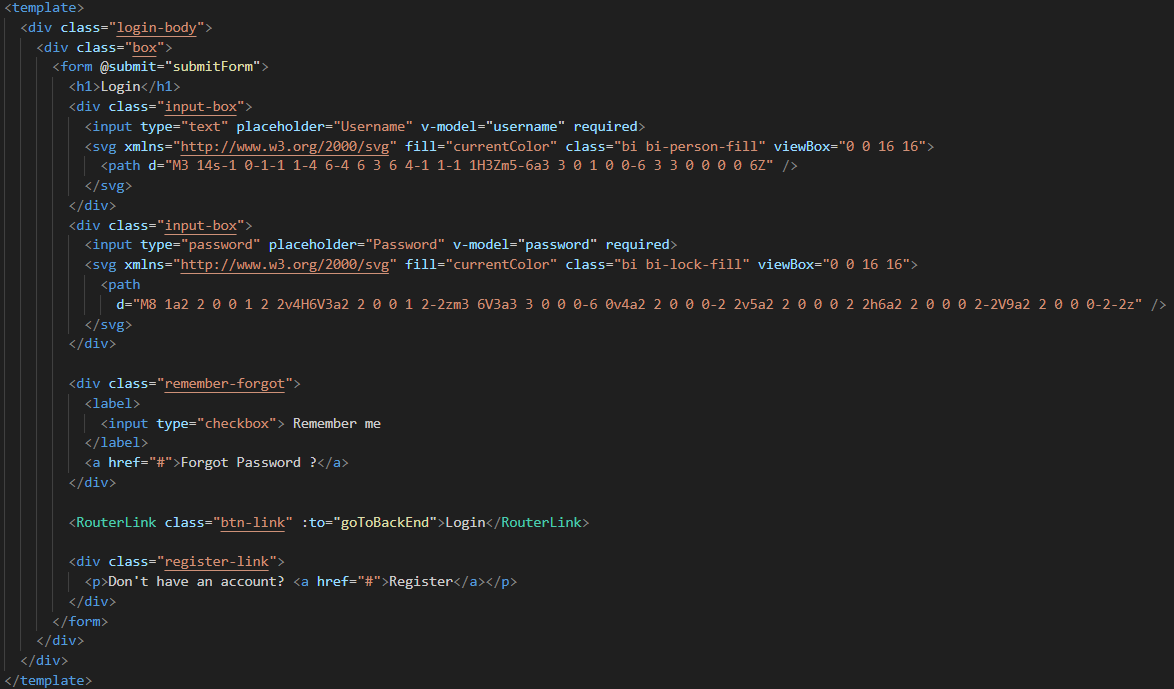 <template>
<div class="login-body">
<div class="box">
<form @submit="submitForm">
<h1>Login</h1>
<div class="input-box">
<input type="text" placeholder="Username" v-model="username" required>
<svg xmlns="http://www.w3.org/2000/svg" fill="currentColor" class="bi bi-person-fill" viewBox="0 0 16 16">
<path d="M3 14s-1 0-1-1 1-4 6-4 6 3 6 4-1 1-1 1H3Zm5-6a3 3 0 1 0 0-6 3 3 0 0 0 0 6Z" />
</svg>
</div>
<div class="input-box">
<input type="password" placeholder="Password" v-model="password" required>
<svg xmlns="http://www.w3.org/2000/svg" fill="currentColor" class="bi bi-lock-fill" viewBox="0 0 16 16">
<path
d="M8 1a2 2 0 0 1 2 2v4H6V3a2 2 0 0 1 2-2zm3 6V3a3 3 0 0 0-6 0v4a2 2 0 0 0-2 2v5a2 2 0 0 0 2 2h6a2 2 0 0 0 2-2V9a2 2 0 0 0-2-2z" />
</svg>
</div>
<div class="remember-forgot">
<label>
<input type="checkbox"> Remember me
</label>
<a href="#">Forgot Password ?</a>
</div>
<RouterLink class="btn-link" :to="goToBackEnd">Login</RouterLink>
<div class="register-link">
<p>Don't have an account? <a href="#">Register</a></p>
</div>
</form>
</div>
</div>
</template>